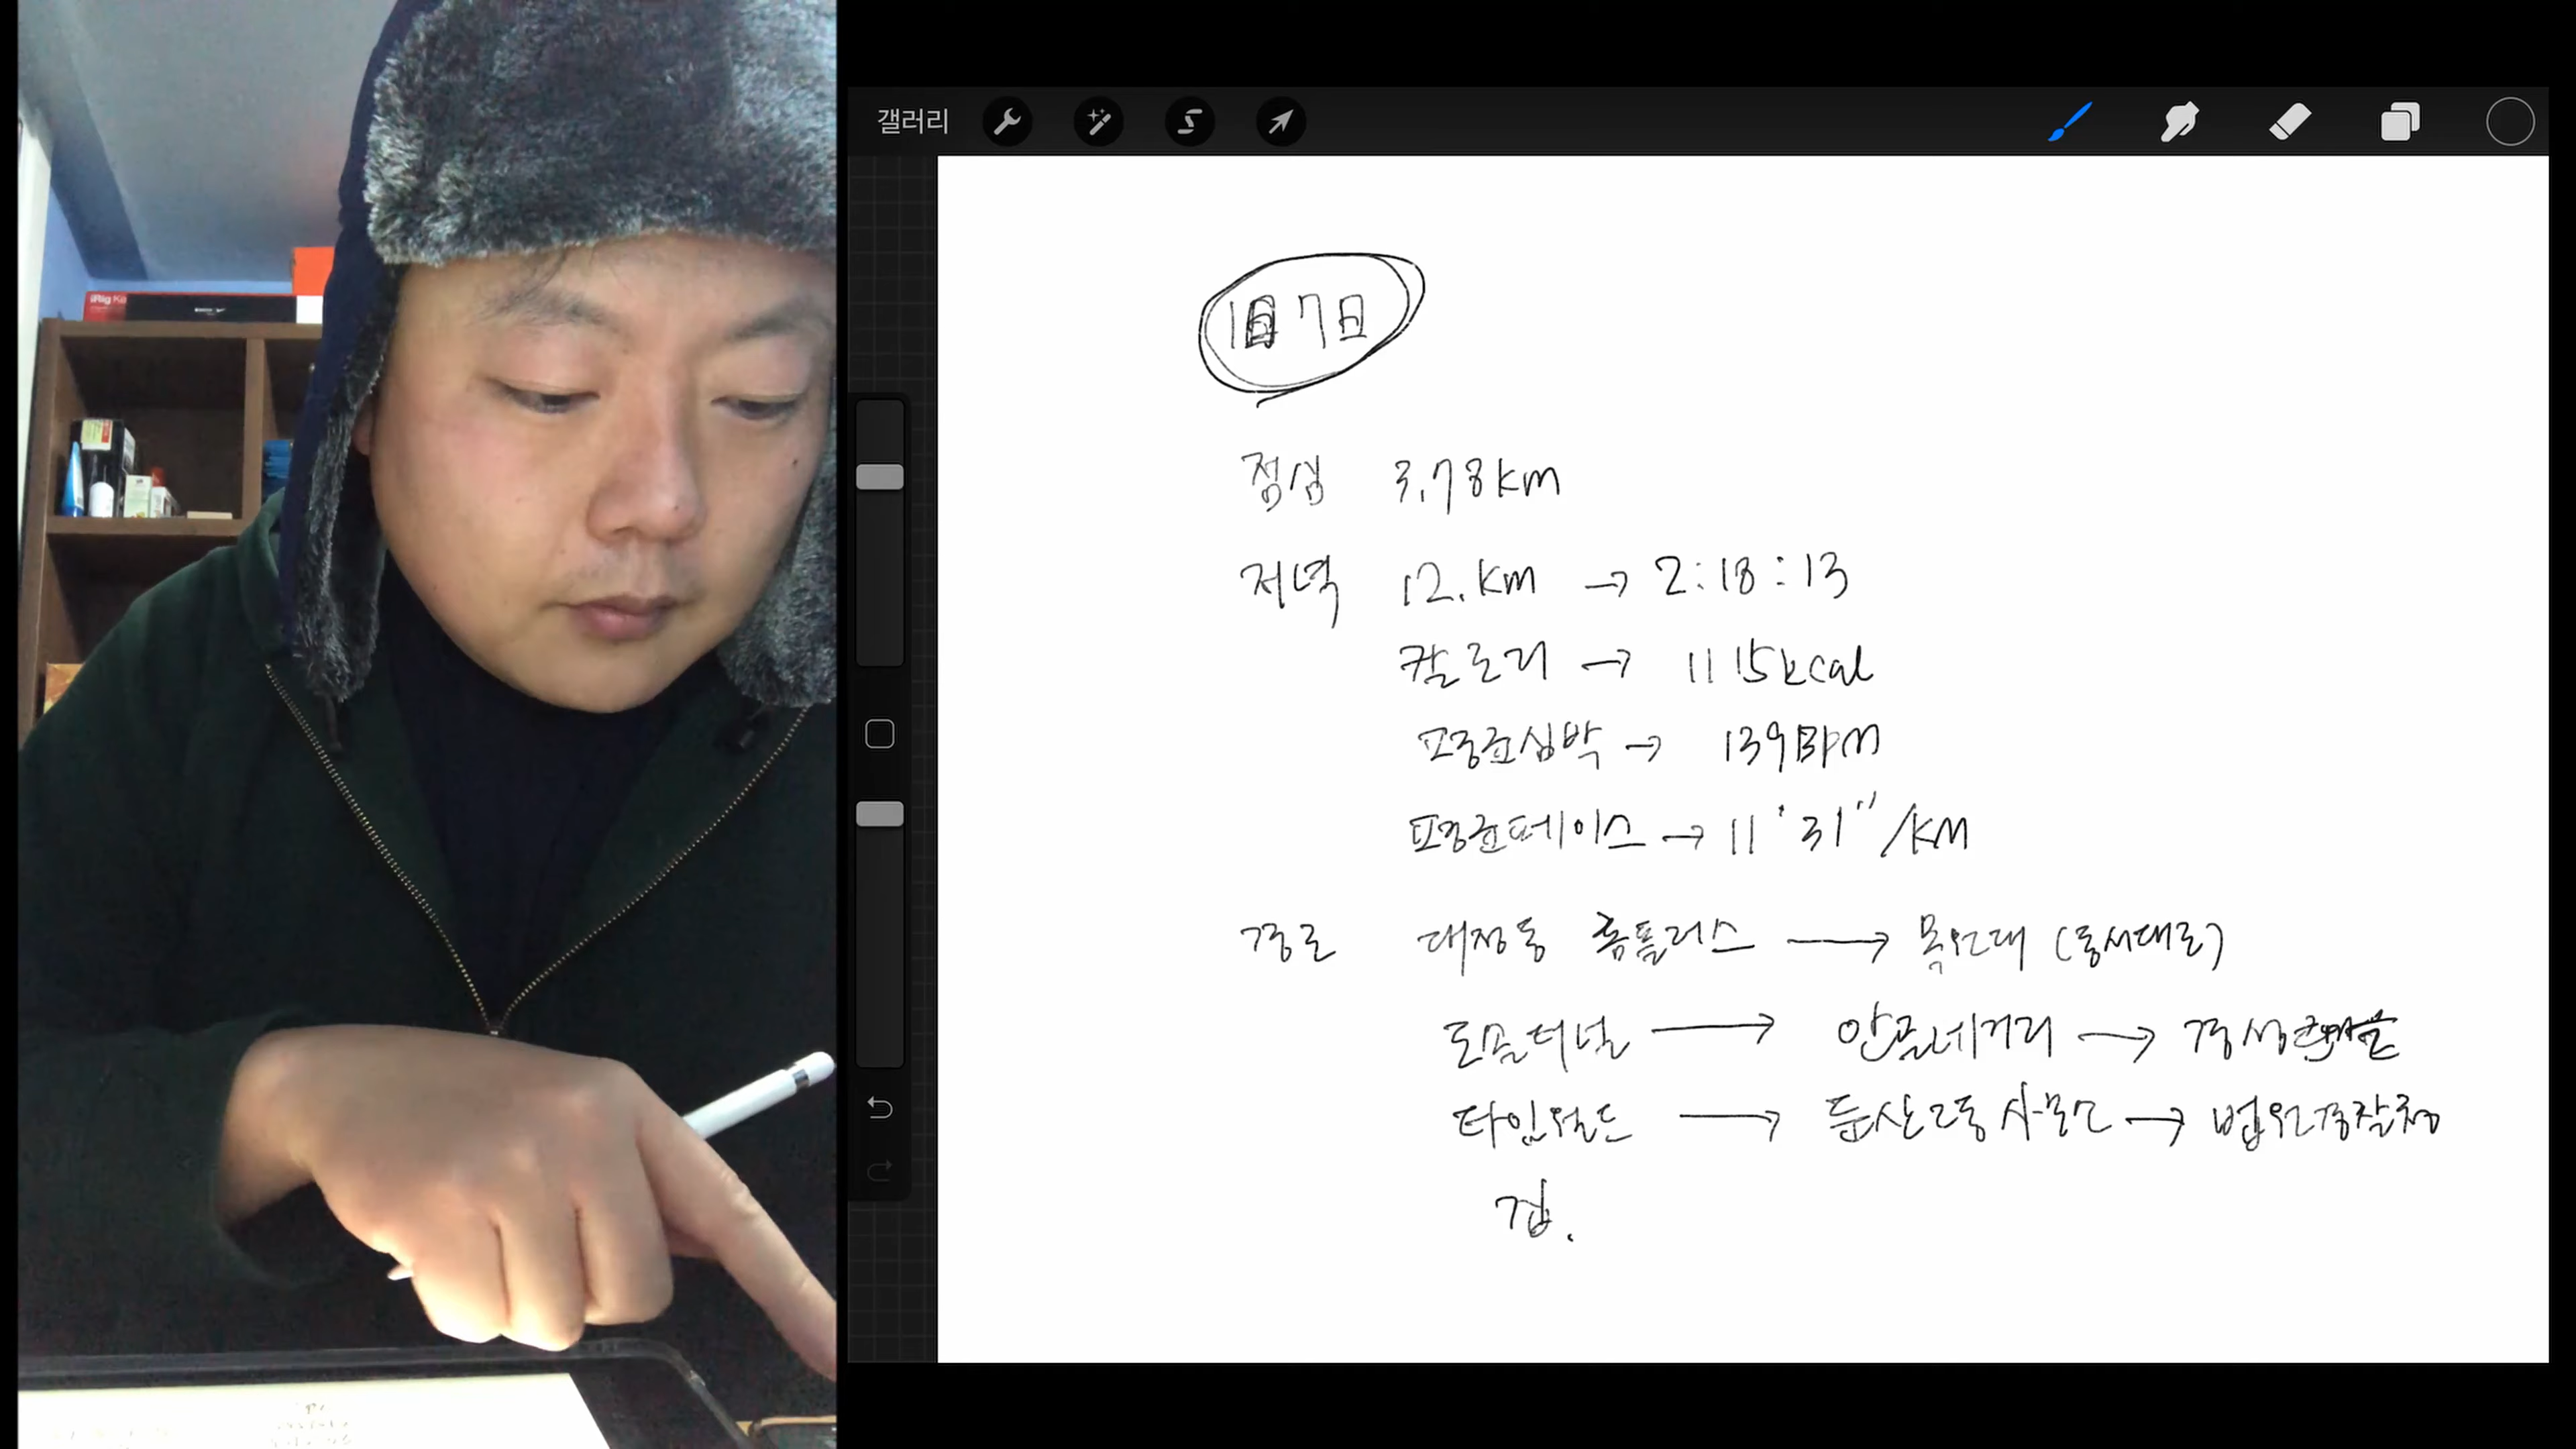 iRig Ke
갤러리
1月 7日
점심 3.78km
저녁 12.km → 2:18:13
칼로리 → 1115kcal
평균심박 → 139BPM
평균페이스 → 11'31"/KM
경로 대정동 홈플러스 → 목원대 (동서대로)
도솔터널 → 안골네거리 → 경성
타임월드 → 둔산2동 사무소 → 법원경찰청
집.